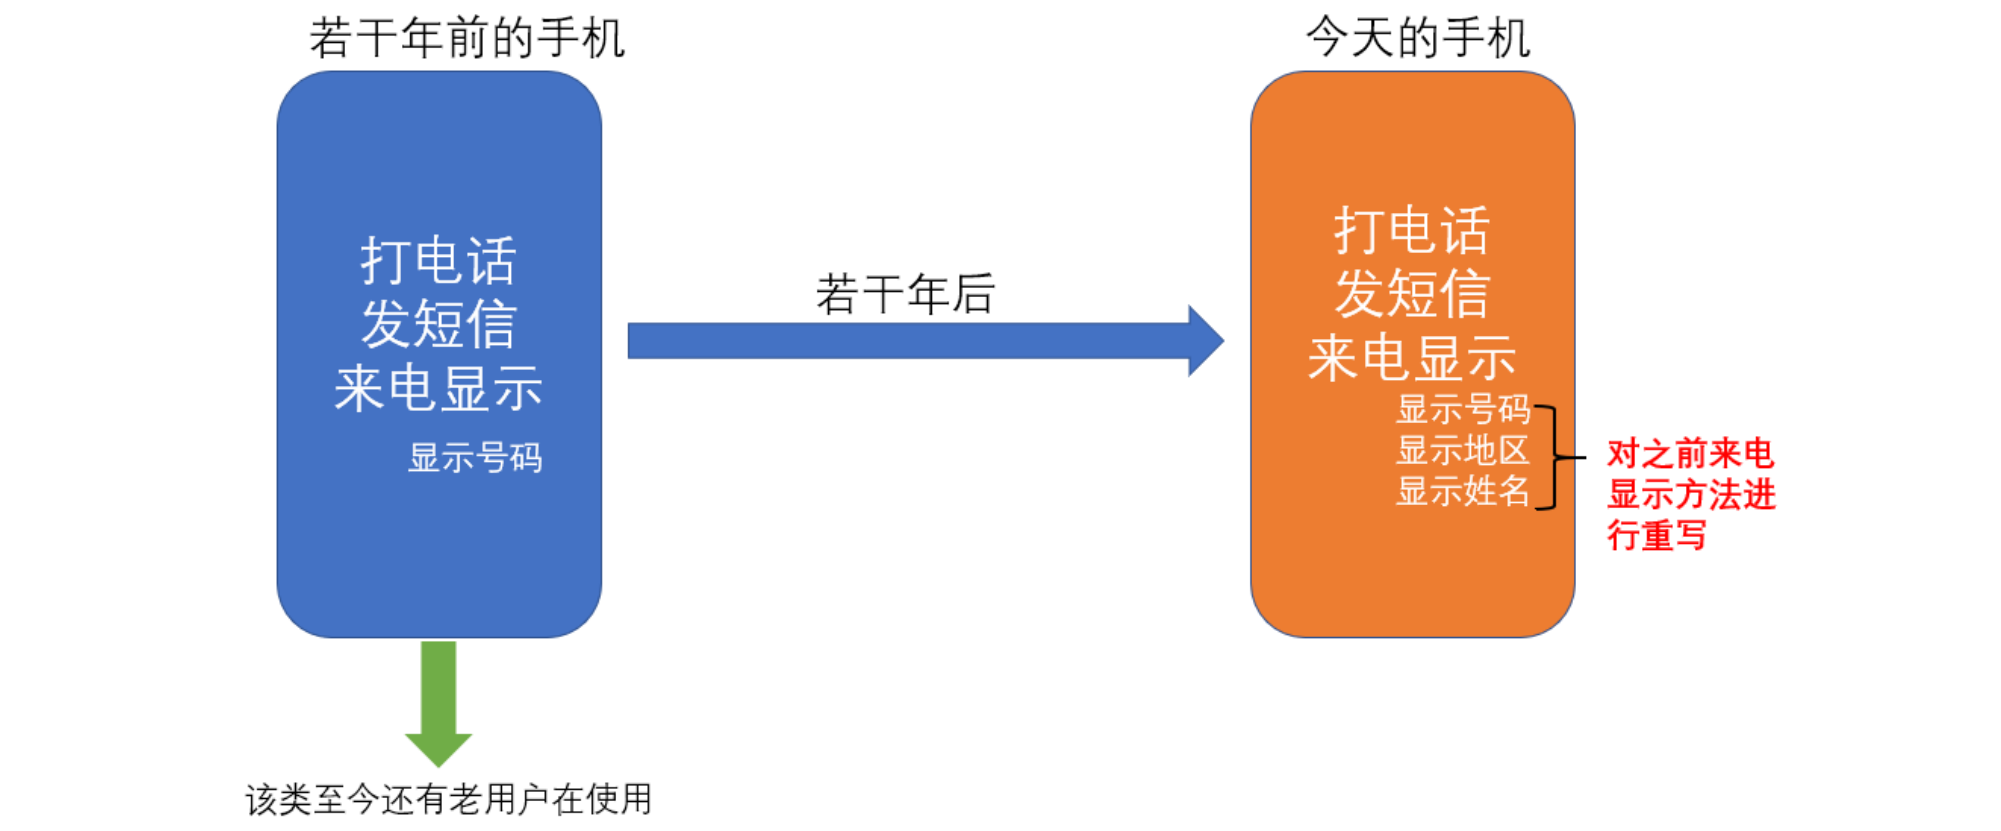 若干年前的手机
打电话
发短信
来电显示
显示号码
该类至今还有老用户在使用
若干年后
今天的手机
打电话
发短信
来电显示
显示号码
显示地区
显示姓名
对之前来电
显示方法进
行重写